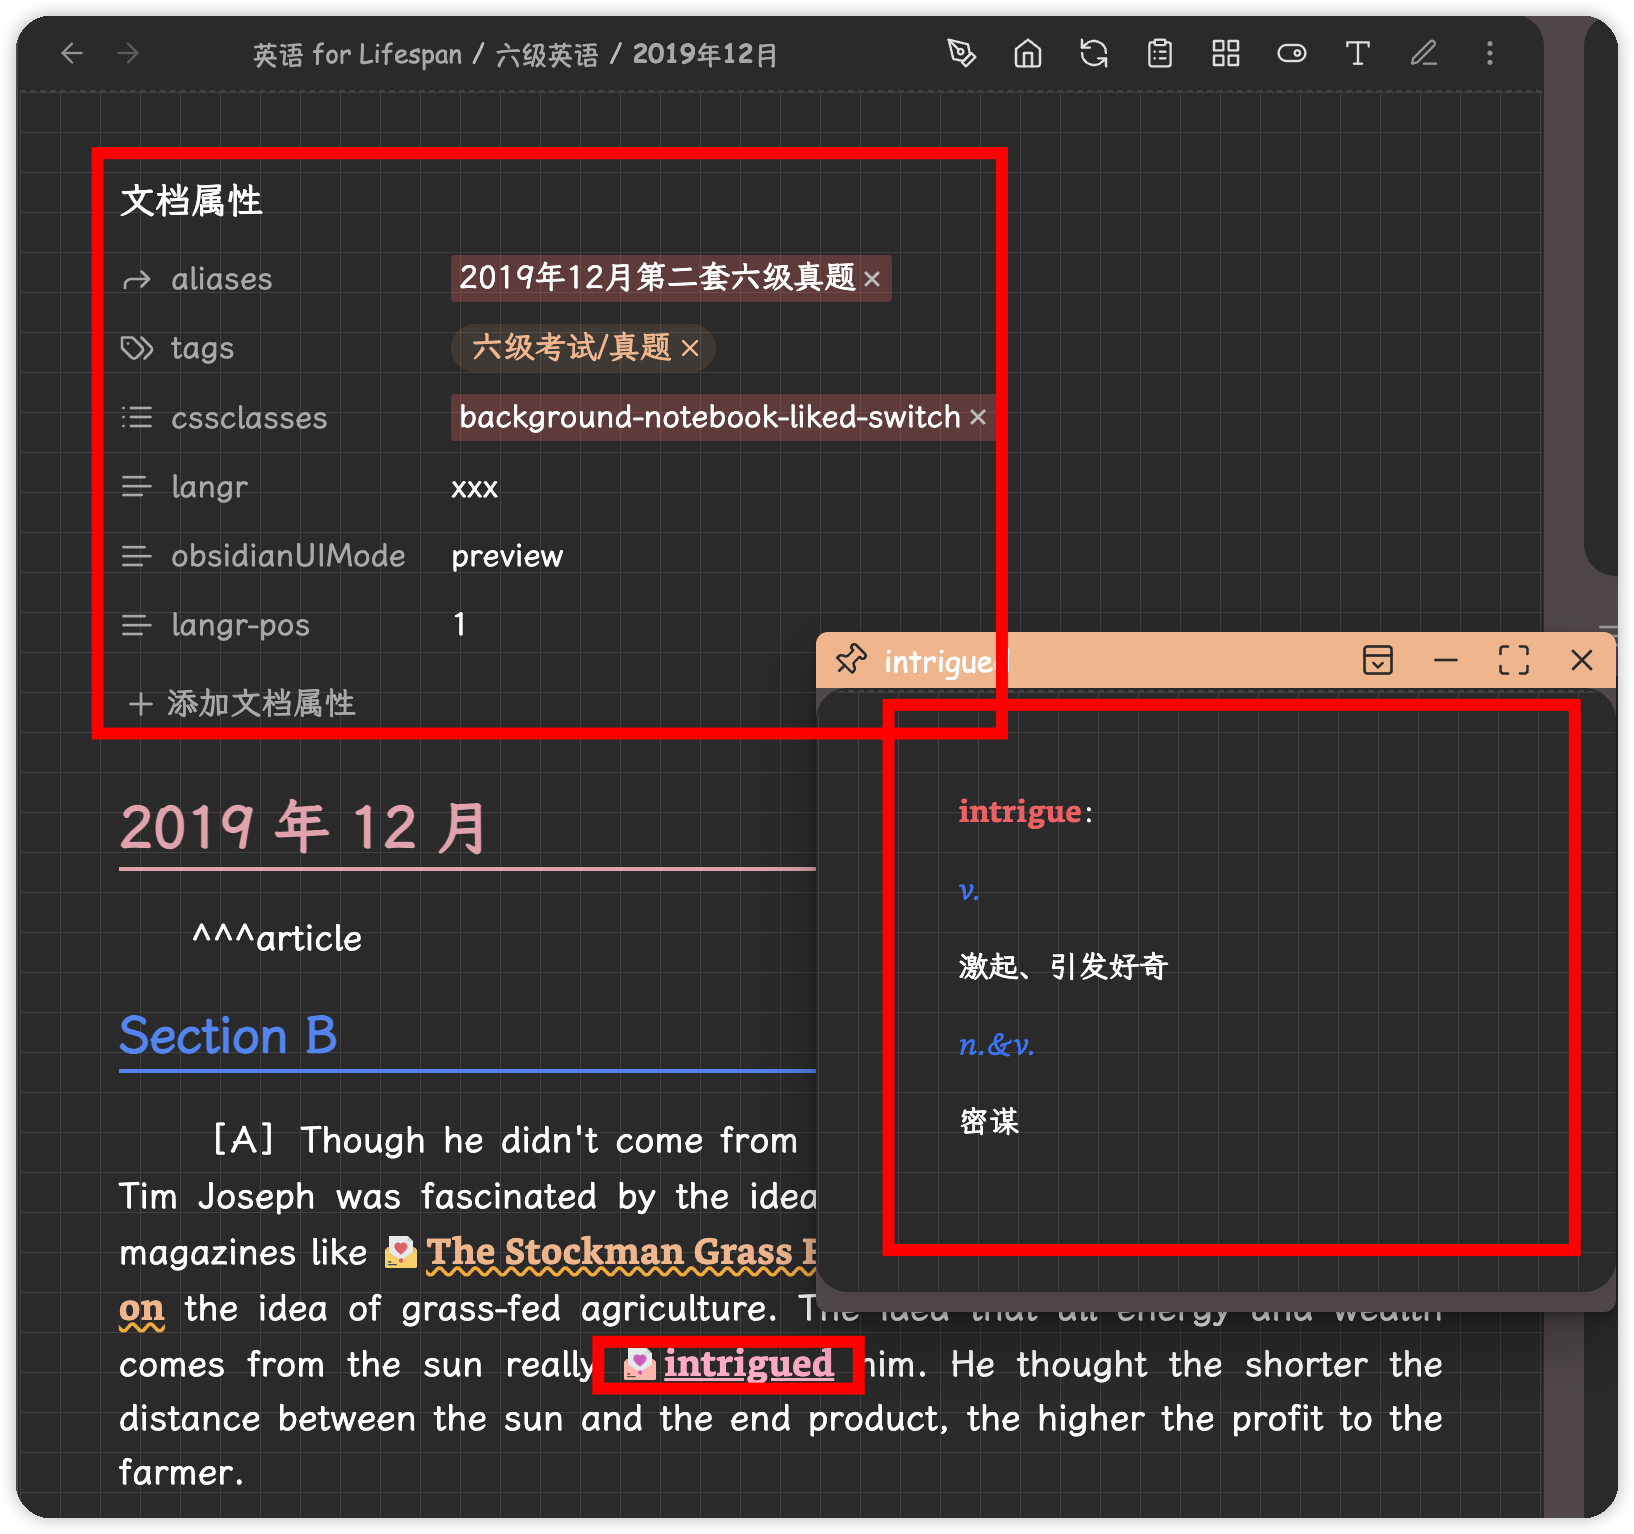 英语 for Lifespan / 六级英语 / 2019年12月
文档属性
aliases 2019年12月第二套六级真题
tags 六级考试/真题
cssclasses background-notebook-liked-switch
langr xxx
obsidianUIMode preview
langr-pos 1
添加文档属性
intrigued
intrigue:
v.
激起、引发好奇
n.&v.
密谋
2019 年 12 月
^^^article
Section B
[A] Though he didn't come from
Tim Joseph was fascinated by the idea
magazines like The Stockman Grass
on the idea of grass-fed agriculture. The idea that all energy and wealth
comes from the sun really intrigued him. He thought the shorter the
distance between the sun and the end product, the higher the profit to the
farmer.